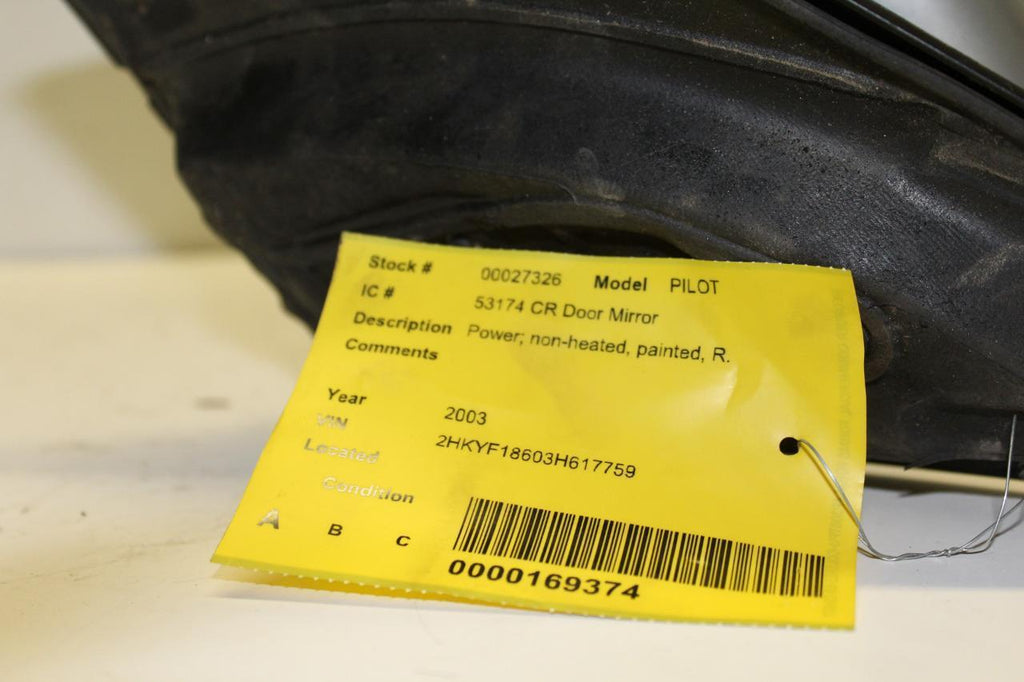 Stock # 00027326 Model PILOT
IC # 53174 CR Door Mirror
Description Power; non-heated, painted, R.
Comments
Year 2003
VIN 2HKYF18603H617759
Located
Condition
A B C
0000169374